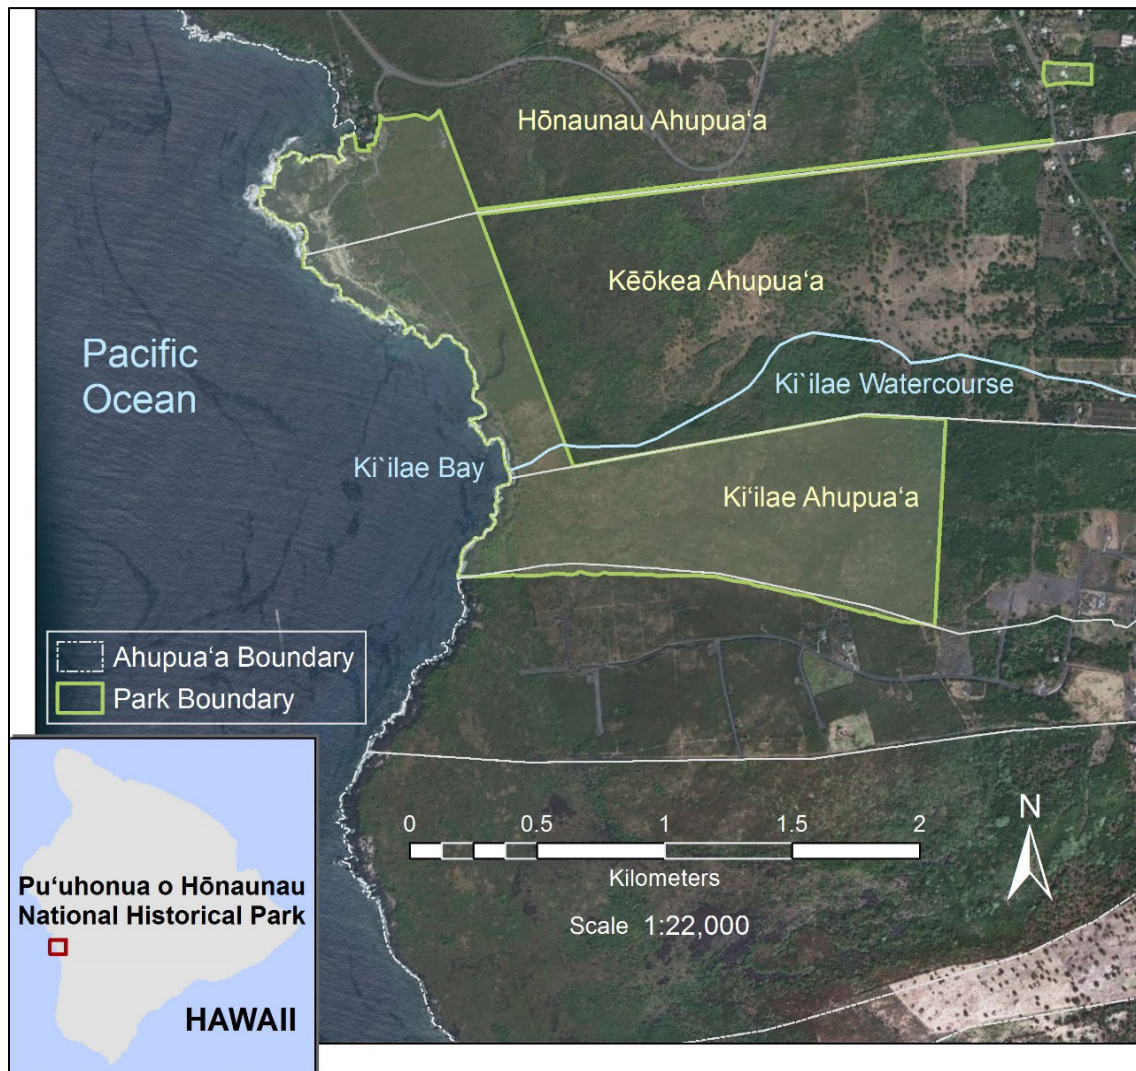 Hōnaunau Ahupuaʻa
Kēōkea Ahupuaʻa
Pacific
Ocean
Ki`ilae Watercourse
Ki`ilae Bay
Kiʻilae Ahupuaʻa
Ahupuaʻa Boundary
Park Boundary
N
0 0.5 1 1.5 2
Kilometers
Scale 1:22,000
Puʻuhonua o Hōnaunau
National Historical Park
HAWAII